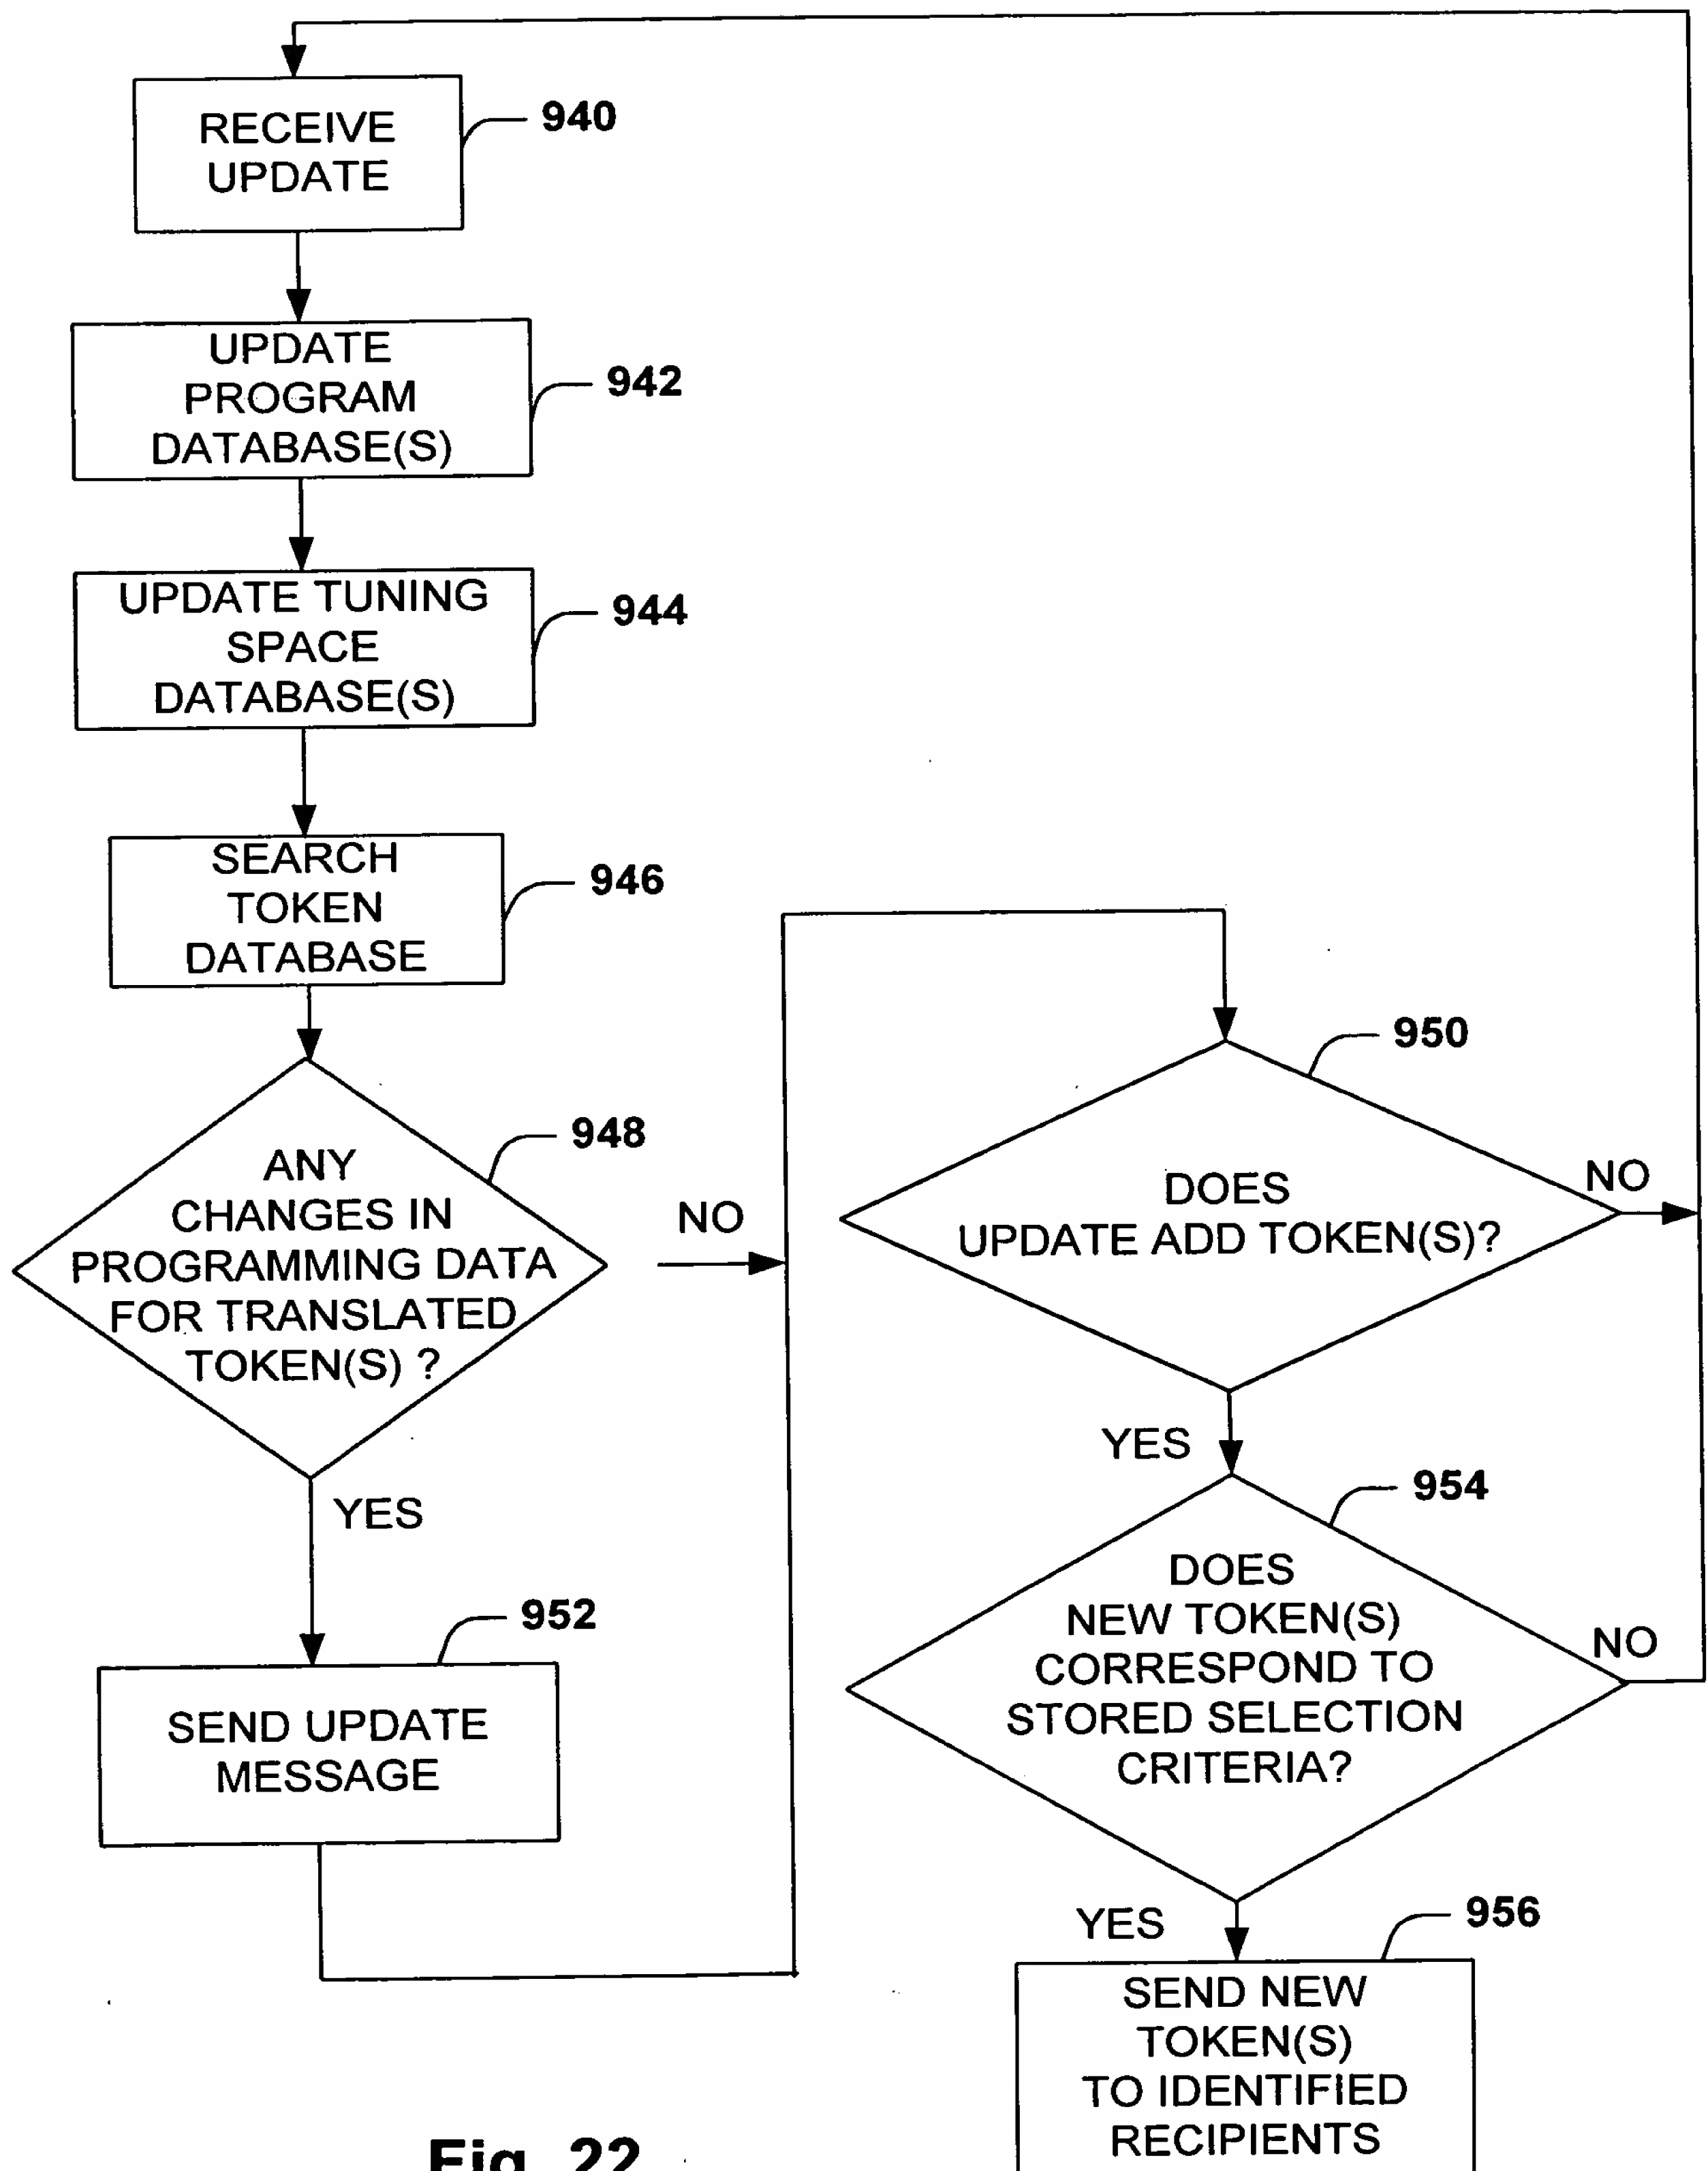 RECEIVE
UPDATE
940
UPDATE
PROGRAM
DATABASE(S)
942
UPDATE TUNING
SPACE
DATABASE(S)
944
SEARCH
TOKEN
DATABASE
946
ANY
CHANGES IN
PROGRAMMING DATA
FOR TRANSLATED
TOKEN(S) ?
948
NO
YES
SEND UPDATE
MESSAGE
952
DOES
UPDATE ADD TOKEN(S)?
950
NO
YES
DOES
NEW TOKEN(S)
CORRESPOND TO
STORED SELECTION
CRITERIA?
954
NO
YES
SEND NEW
TOKEN(S)
TO IDENTIFIED
RECIPIENTS
956
Fig. 22